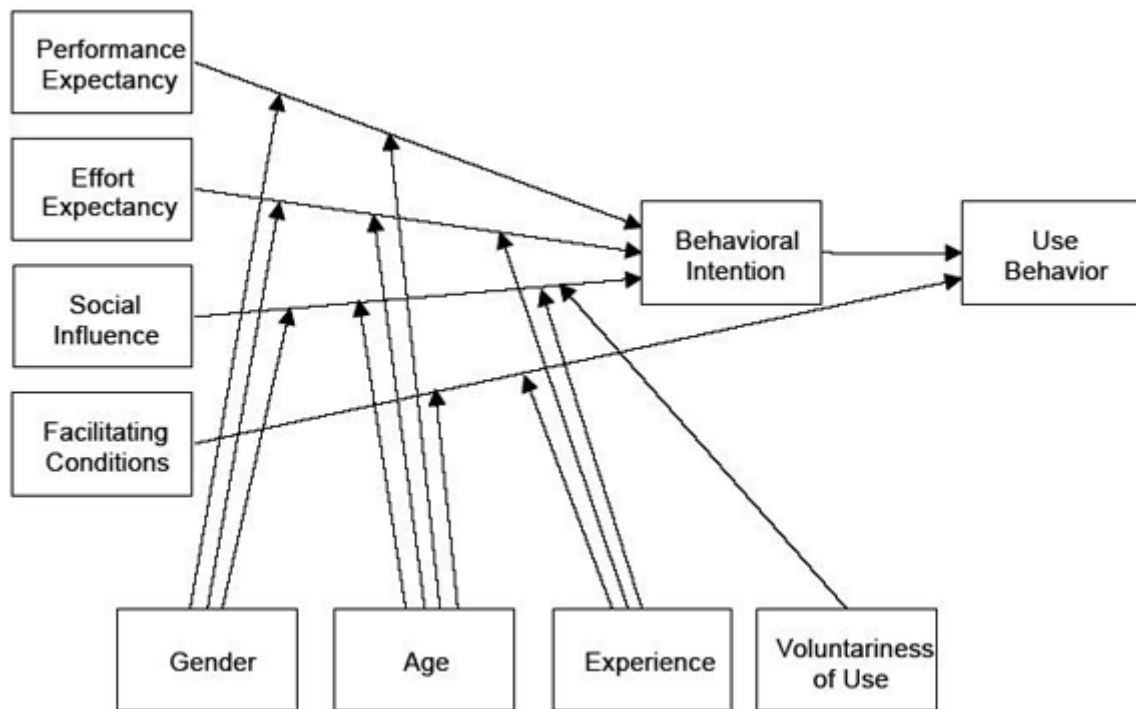 Performance
Expectancy
Effort
Expectancy
Social
Influence
Facilitating
Conditions
Behavioral
Intention
Use
Behavior
Gender
Age
Experience
Voluntariness
of Use